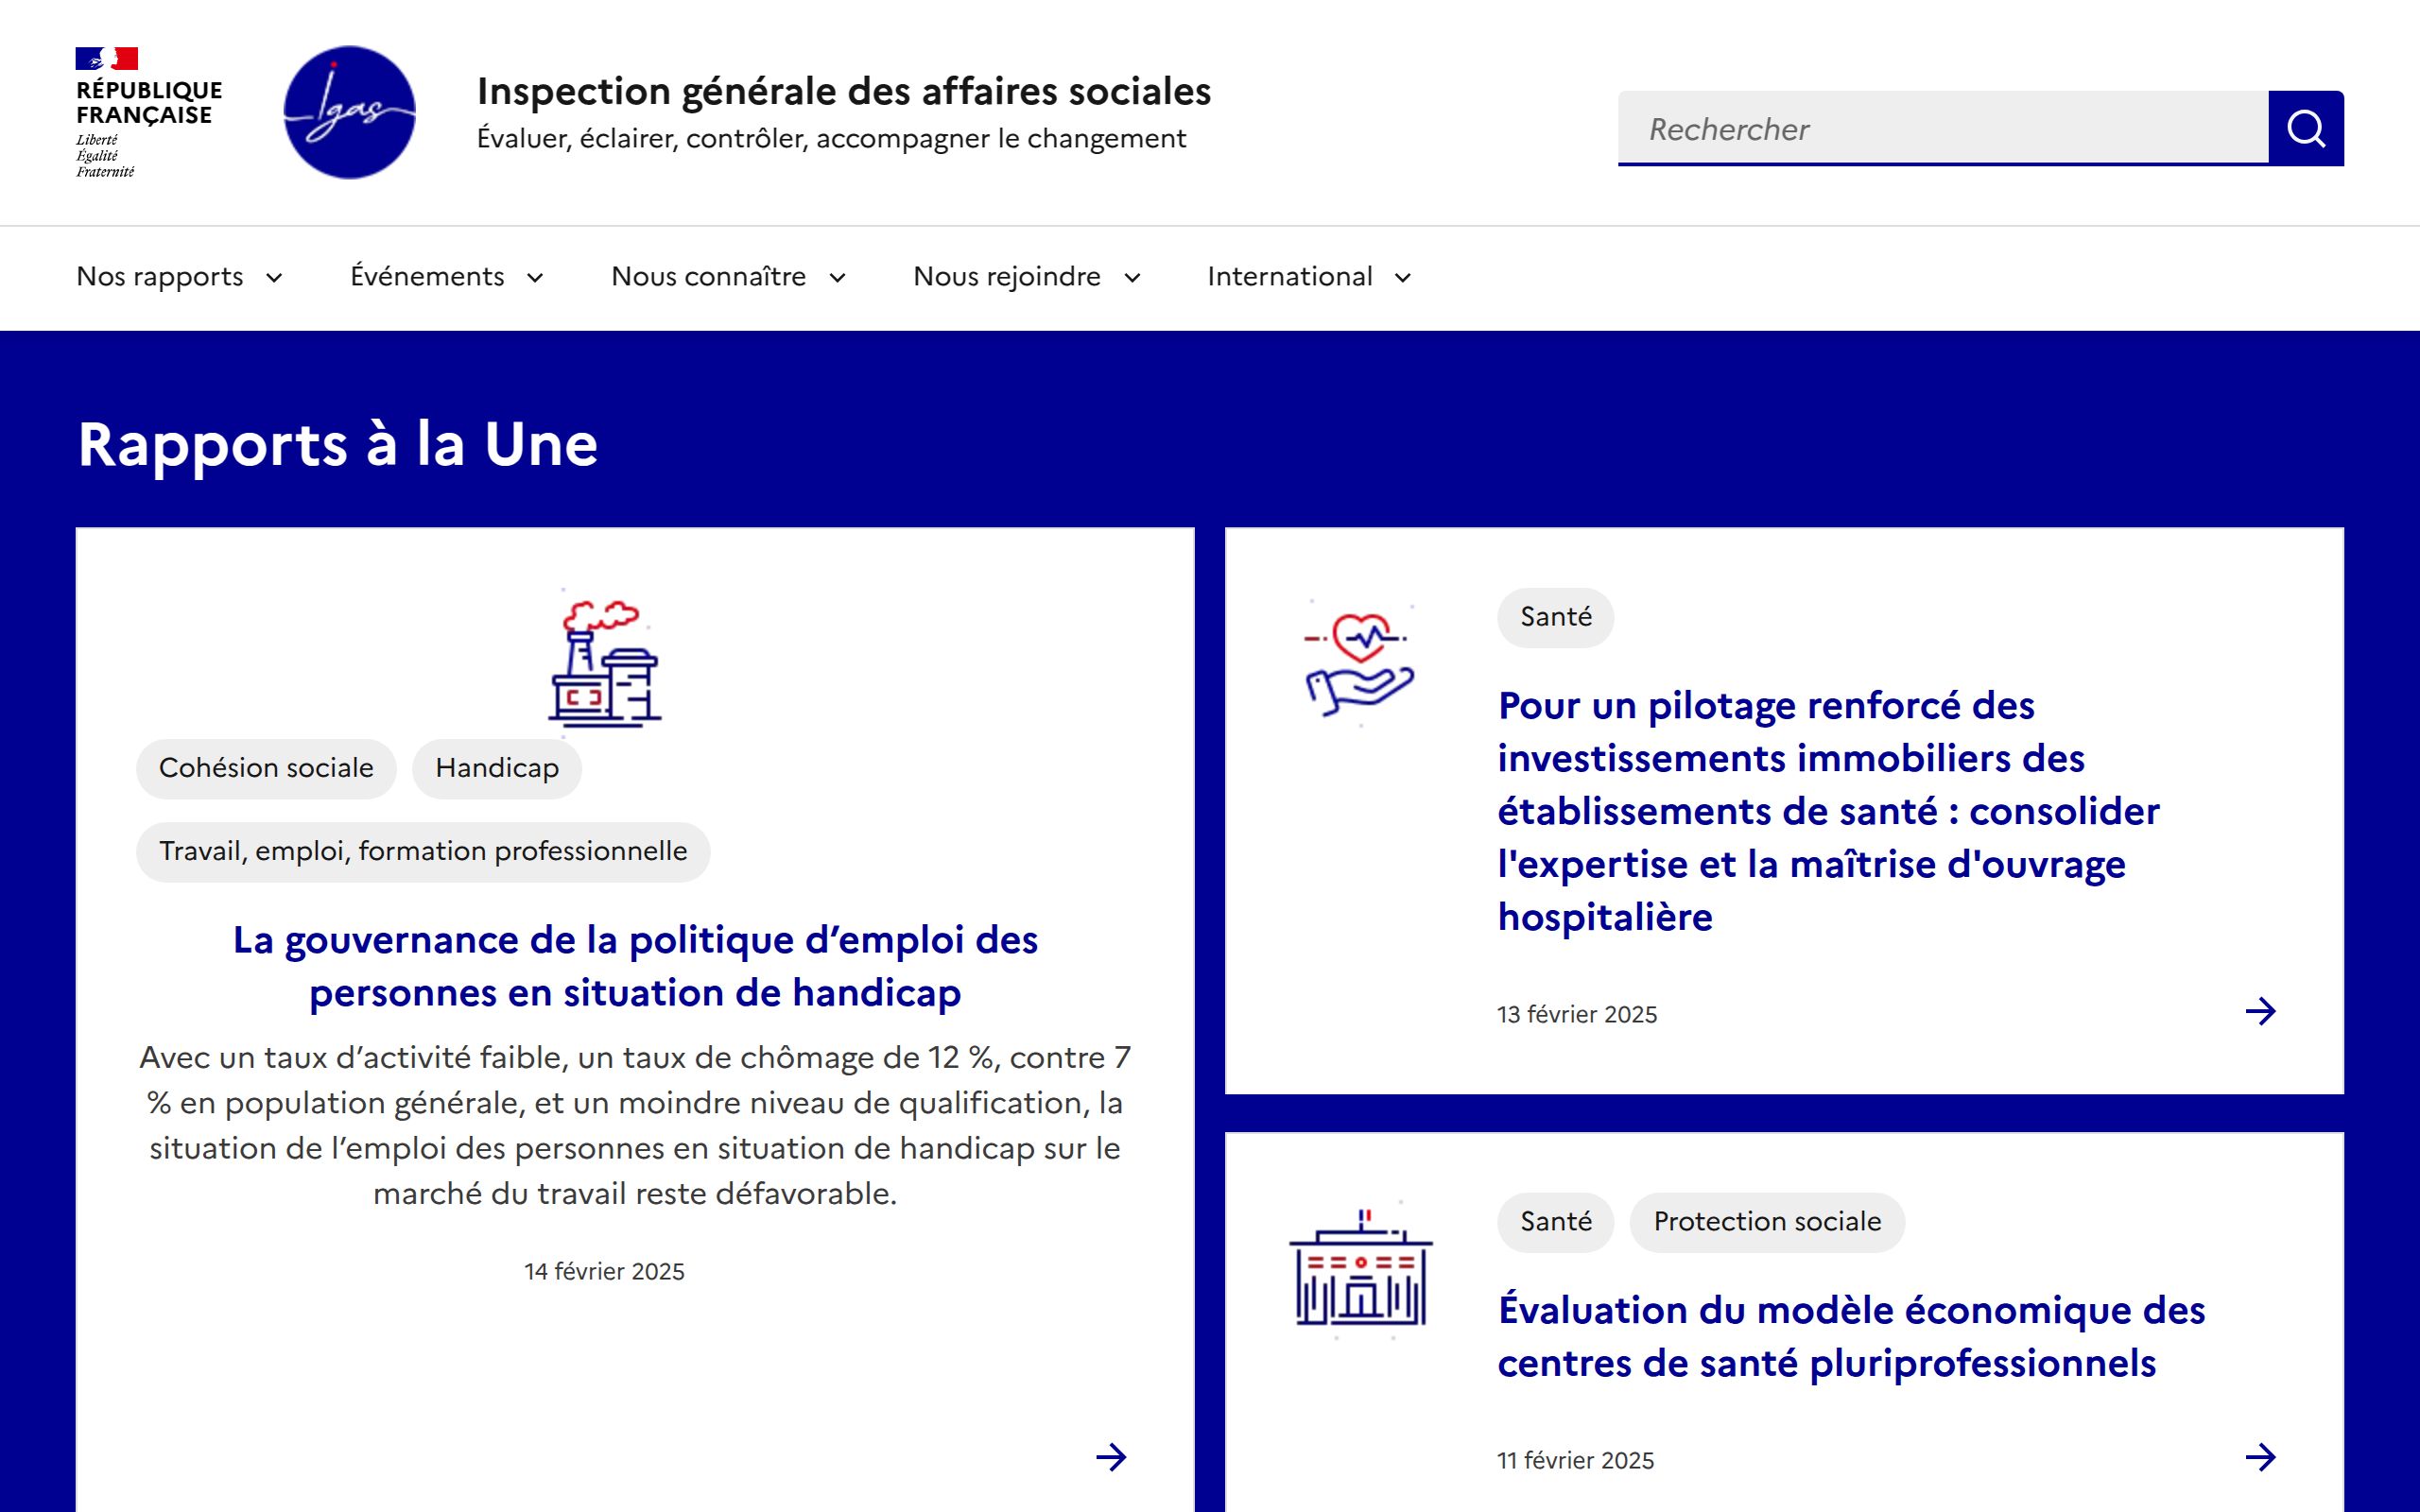 RÉPUBLIQUE
FRANÇAISE
Liberté
Égalité
Fraternité
Igas
Inspection générale des affaires sociales
Évaluer, éclairer, contrôler, accompagner le changement
Rechercher
Nos rapports
Événements
Nous connaître
Nous rejoindre
International
Rapports à la Une
Cohésion sociale
Handicap
Travail, emploi, formation professionnelle
La gouvernance de la politique d’emploi des
personnes en situation de handicap
Avec un taux d’activité faible, un taux de chômage de 12 %, contre 7
% en population générale, et un moindre niveau de qualification, la
situation de l’emploi des personnes en situation de handicap sur le
marché du travail reste défavorable.
14 février 2025
Santé
Pour un pilotage renforcé des
investissements immobiliers des
établissements de santé : consolider
l'expertise et la maîtrise d'ouvrage
hospitalière
13 février 2025
Santé
Protection sociale
Évaluation du modèle économique des
centres de santé pluriprofessionnels
11 février 2025